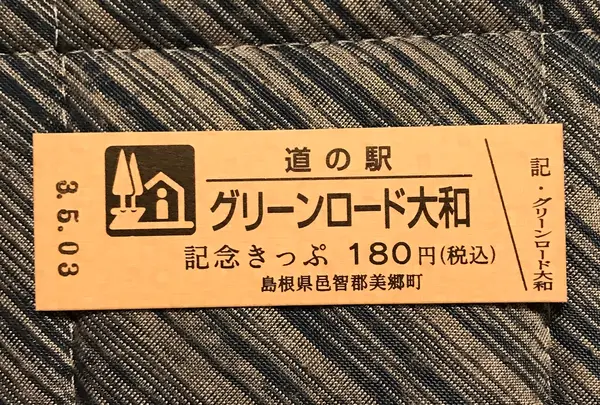 3.5.03
道の駅
グリーンロード大和
記念きっぷ 180円(税込)
島根県邑智郡美郷町
記・グリーンロード大和